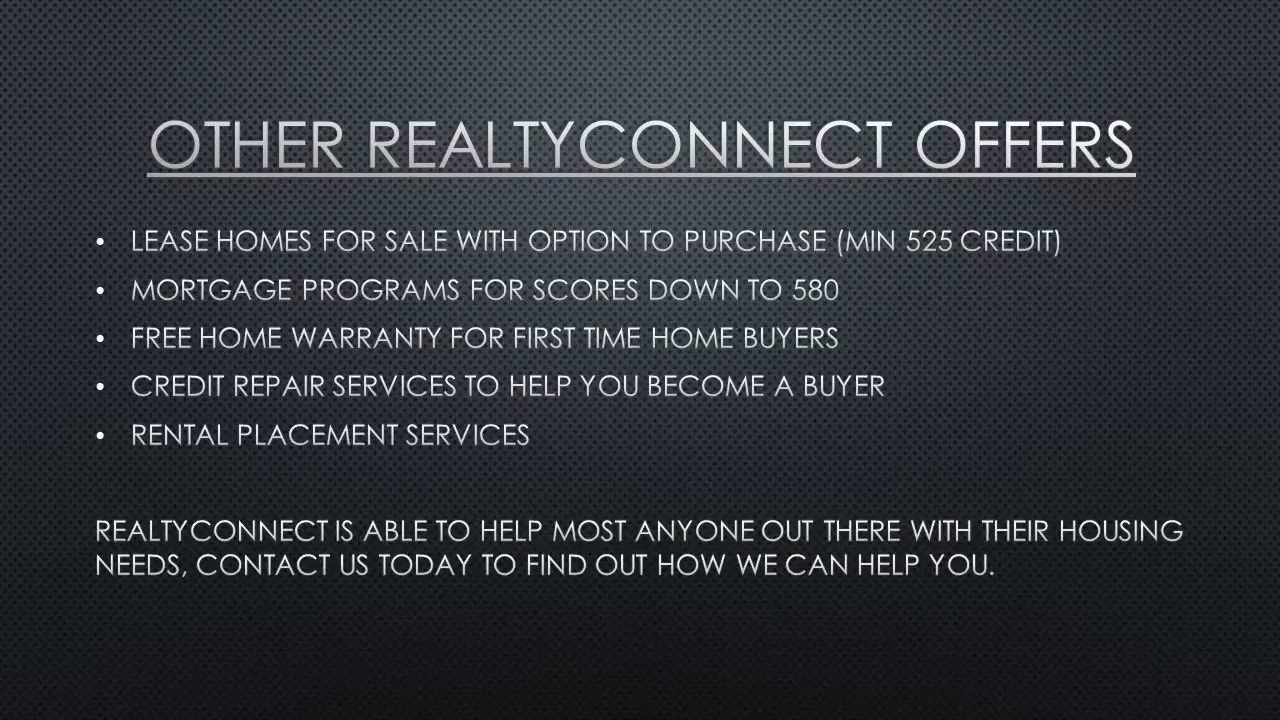 OTHER REALTYCONNECT OFFERS
• LEASE HOMES FOR SALE WITH OPTION TO PURCHASE (MIN 525 CREDIT)
• MORTGAGE PROGRAMS FOR SCORES DOWN TO 580
• FREE HOME WARRANTY FOR FIRST TIME HOME BUYERS
• CREDIT REPAIR SERVICES TO HELP YOU BECOME A BUYER
• RENTAL PLACEMENT SERVICES
REALTYCONNECT IS ABLE TO HELP MOST ANYONE OUT THERE WITH THEIR HOUSING
NEEDS, CONTACT US TODAY TO FIND OUT HOW WE CAN HELP YOU.